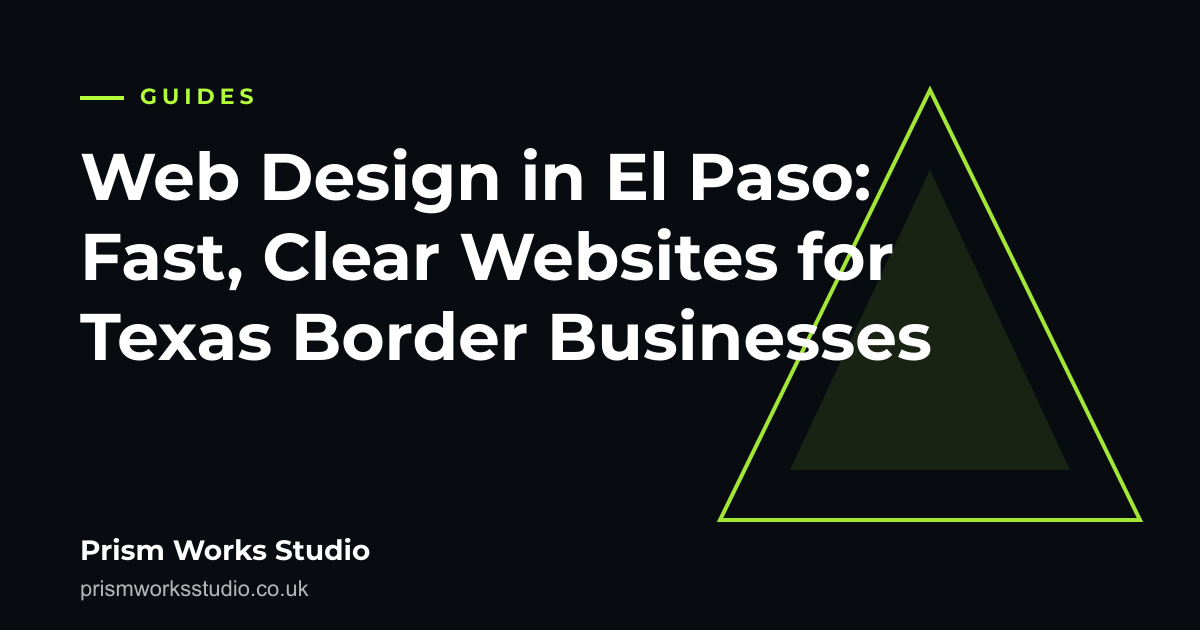 GUIDES
Web Design in El Paso:
Fast, Clear Websites for
Texas Border Businesses
Prism Works Studio
prismworksstudio.co.uk